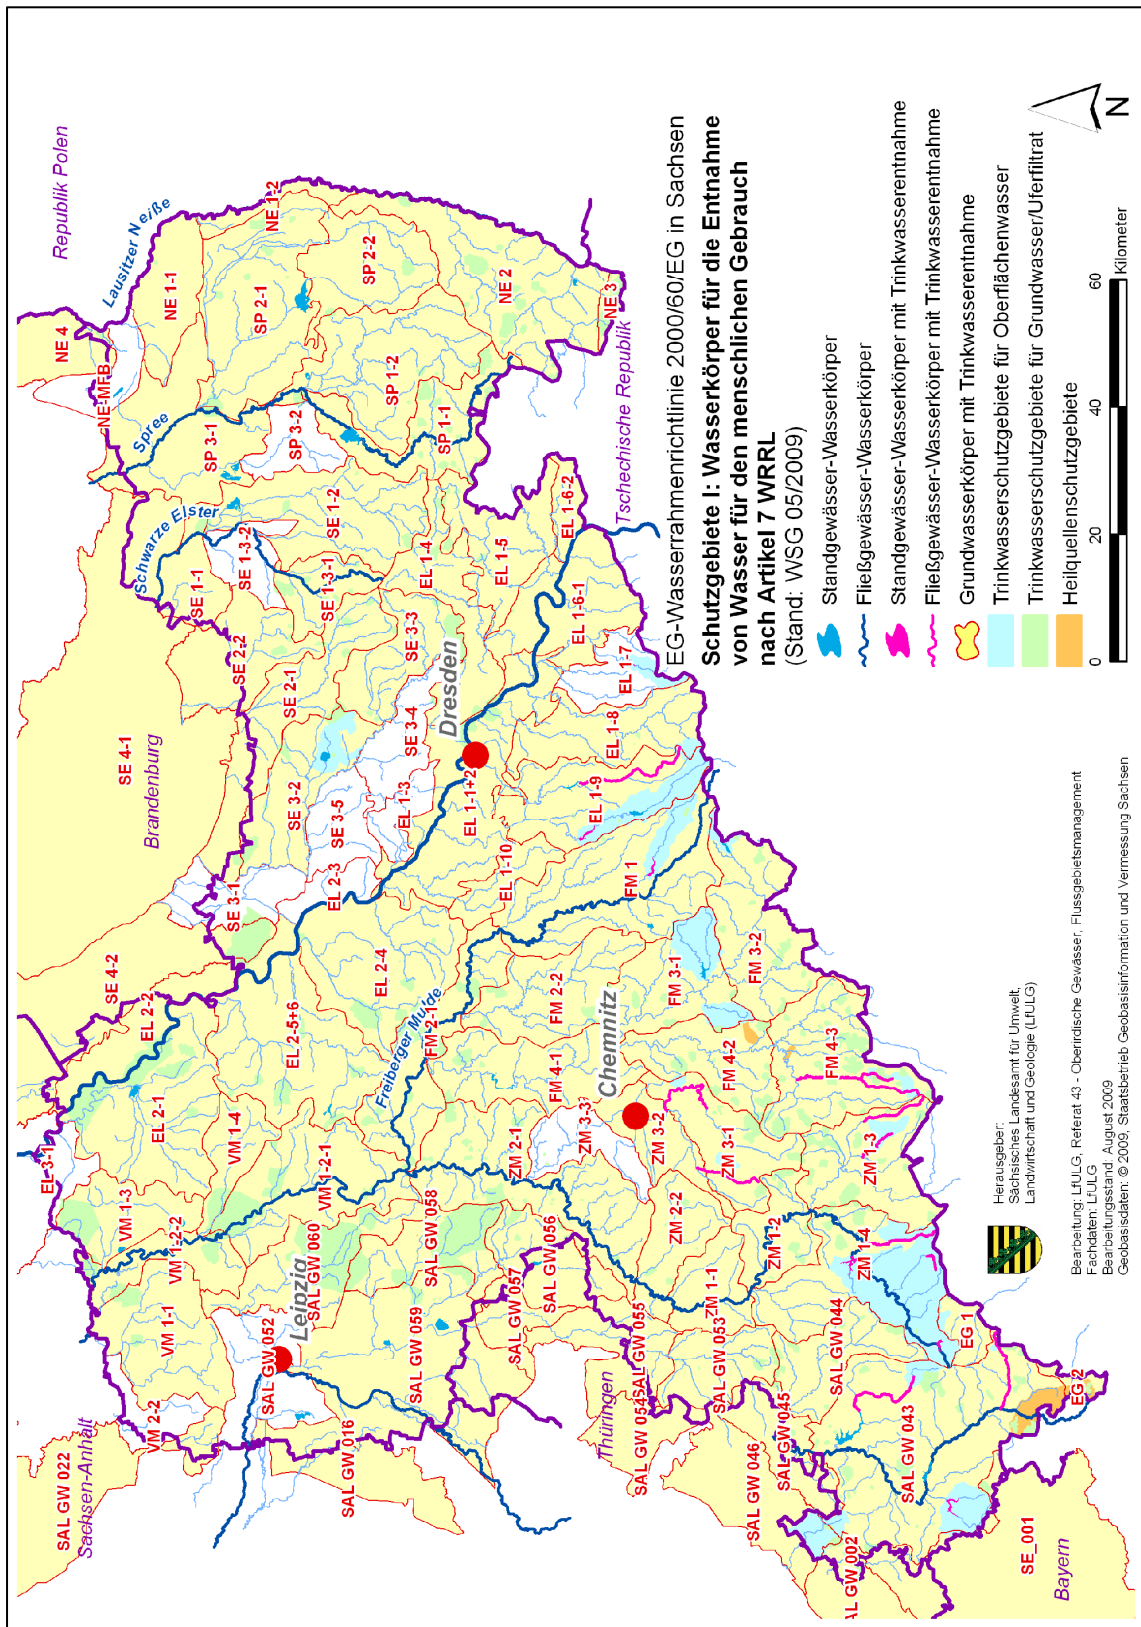 EG-Wasserrahmenrichtlinie 2000/60/EG in Sachsen
Schutzgebiete I: Wasserkörper für die Entnahme
von Wasser für den menschlichen Gebrauch
nach Artikel 7 WRRL
(Stand: WSG 05/2009)
Standgewässer-Wasserkörper
Fließgewässer-Wasserkörper
Standgewässer-Wasserkörper mit Trinkwasserentnahme
Fließgewässer-Wasserkörper mit Trinkwasserentnahme
Grundwasserkörper mit Trinkwasserentnahme
Trinkwasserschutzgebiete für Oberflächenwasser
Trinkwasserschutzgebiete für Grundwasser/Uferfiltrat
Heilquellenschutzgebiete
0 20 40 60
Kilometer
N
Herausgeber:
Sächsisches Landesamt für Umwelt,
Landwirtschaft und Geologie (LfULG)
Bearbeitung: LfULG, Referat 43 - Oberirdische Gewässer, Flussgebietsmanagement
Fachdaten: LfULG
Bearbeitungsstand: August 2009
Geobasisdaten: © 2009, Staatsbetrieb Geobasisinformation und Vermessung Sachsen
Sachsen-Anhalt
Brandenburg
Republik Polen
Tschechische Republik
Thüringen
Bayern
Lausitzer Neiße
Spree
Schwarze Elster
Freiberger Mulde
Leipzig
Dresden
Chemnitz
SAL GW 022
VM 2-2
VM 1-1
VM 1-2-2
VM 1-3
EL 3-1
EL 2-1
EL 2-2
SE 4-2
SE 4-1
SE 3-1
VM 1-4
EL 2-5+6
EL 2-3
SE 3-2
SE 3-5
SE 2-1
SE 2-2
SE 1-1
SE 1-3-2
SE 1-3-1
SE 1-2
SE 3-3
SE 3-4
EL 1-3
EL 1-4
EL 1-5
EL 1-1+2
EL 1-6-1
EL 1-6-2
EL 1-7
EL 1-8
EL 1-9
EL 1-10
EL 2-4
NE 4
NE-MFB
NE 1-1
NE 1-2
NE 2
NE 3
SP 3-1
SP 3-2
SP 2-1
SP 2-2
SP 1-2
SP 1-1
SAL GW 052
SAL GW 060
SAL GW 016
SAL GW 059
SAL GW 058
SAL GW 057
SAL GW 056
SAL GW 055
SAL GW 054
SAL GW 053
SAL GW 046
SAL GW 045
SAL GW 044
SAL GW 043
AL GW 002
SE_001
EG 1
EG 2
VM 1-2-1
FM 2-1
FM 2-2
FM 1
FM 3-1
FM 3-2
FM 4-1
FM 4-2
FM 4-3
ZM 2-1
ZM 2-2
ZM 3-3
ZM 3-2
ZM 3-1
ZM 1-1
ZM 1-2
ZM 1-3
ZM 1-4